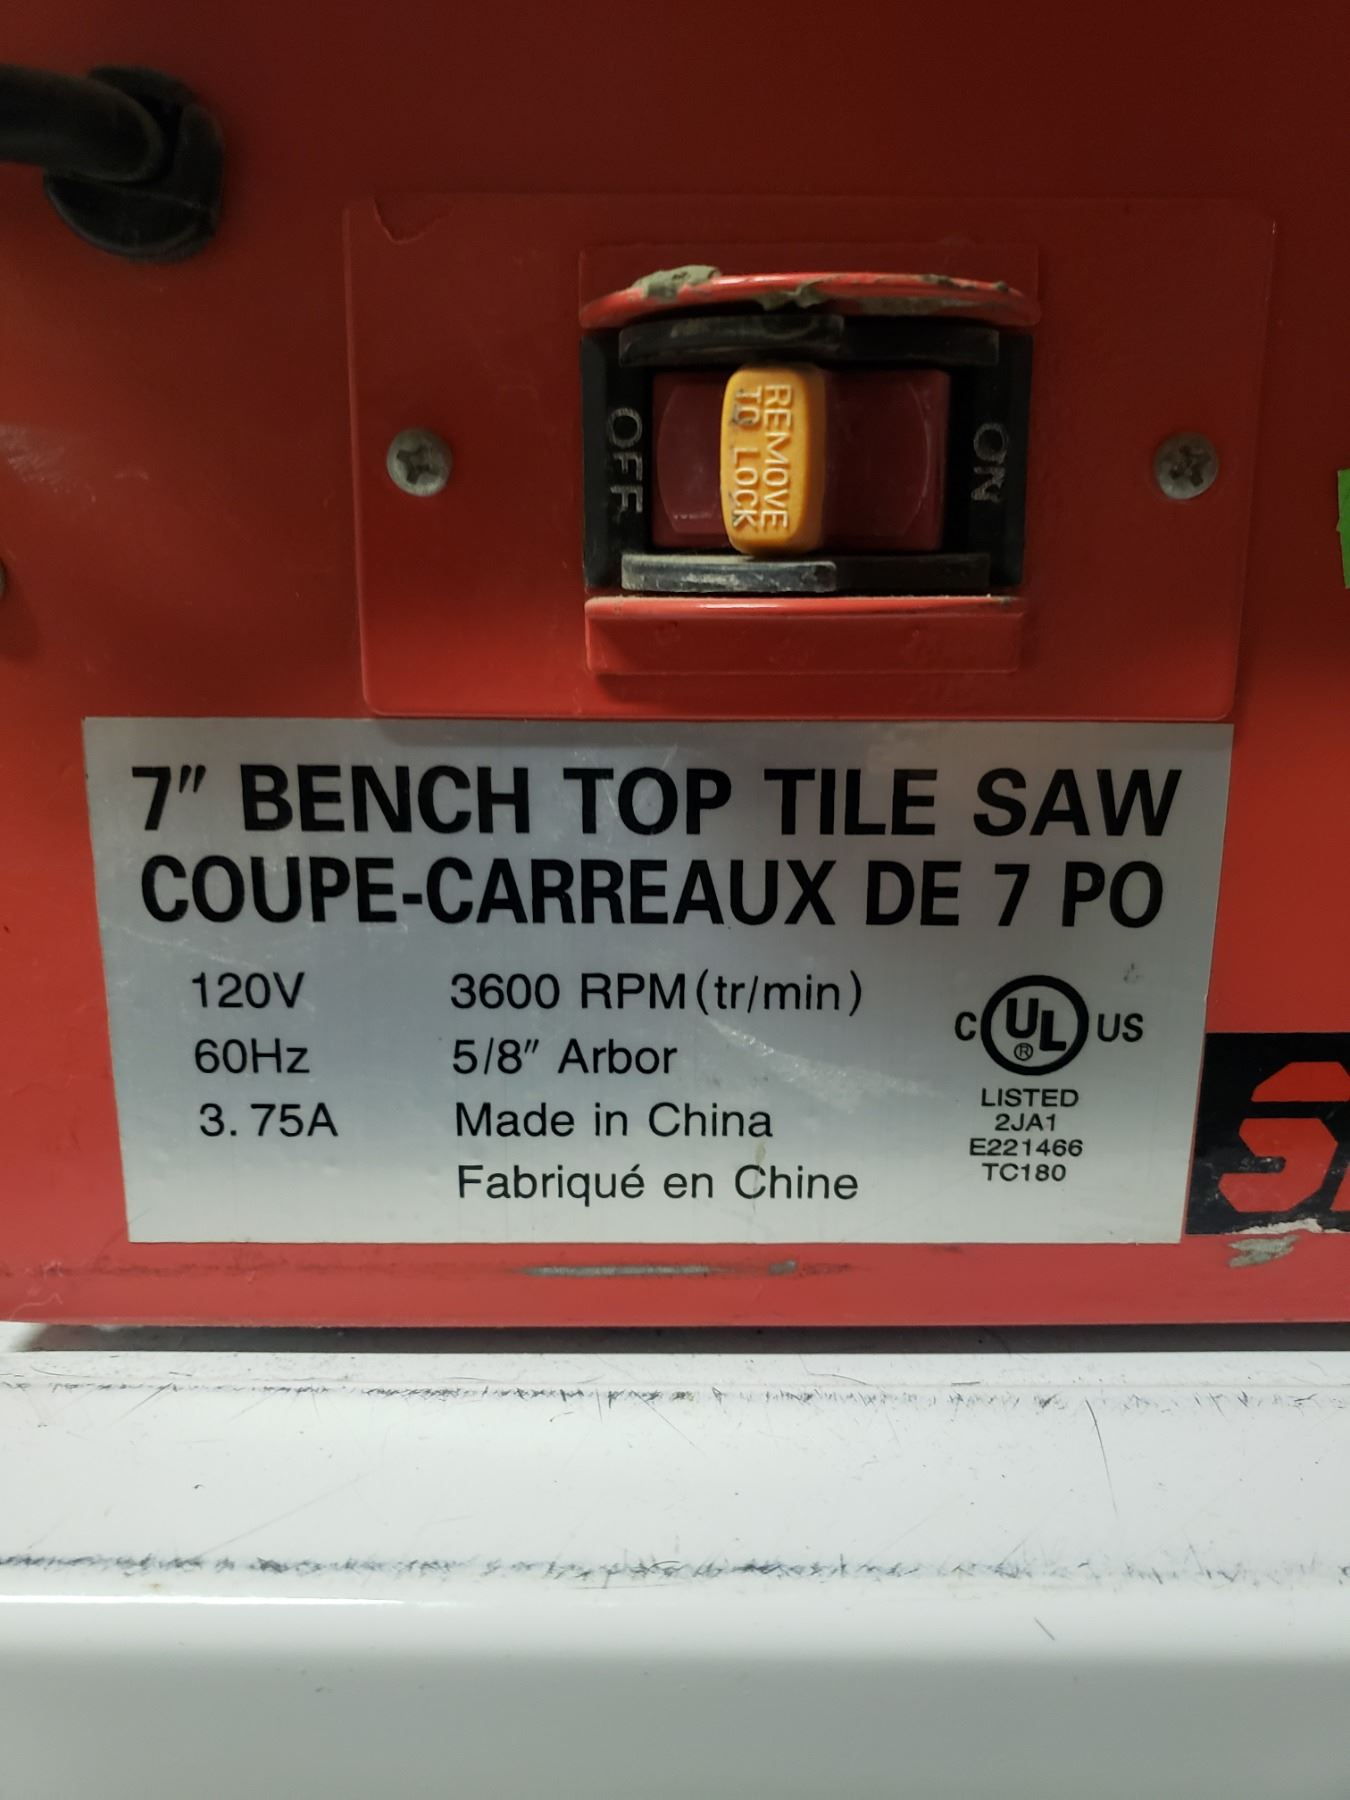 OFF
REMOVE
TO LOCK
ON
7" BENCH TOP TILE SAW
COUPE-CARREAUX DE 7 PO
120V 3600 RPM (tr/min)
60Hz 5/8" Arbor
3.75A Made in China
Fabriqué en Chine
C UL® US
LISTED
2JA1
E221466
TC180